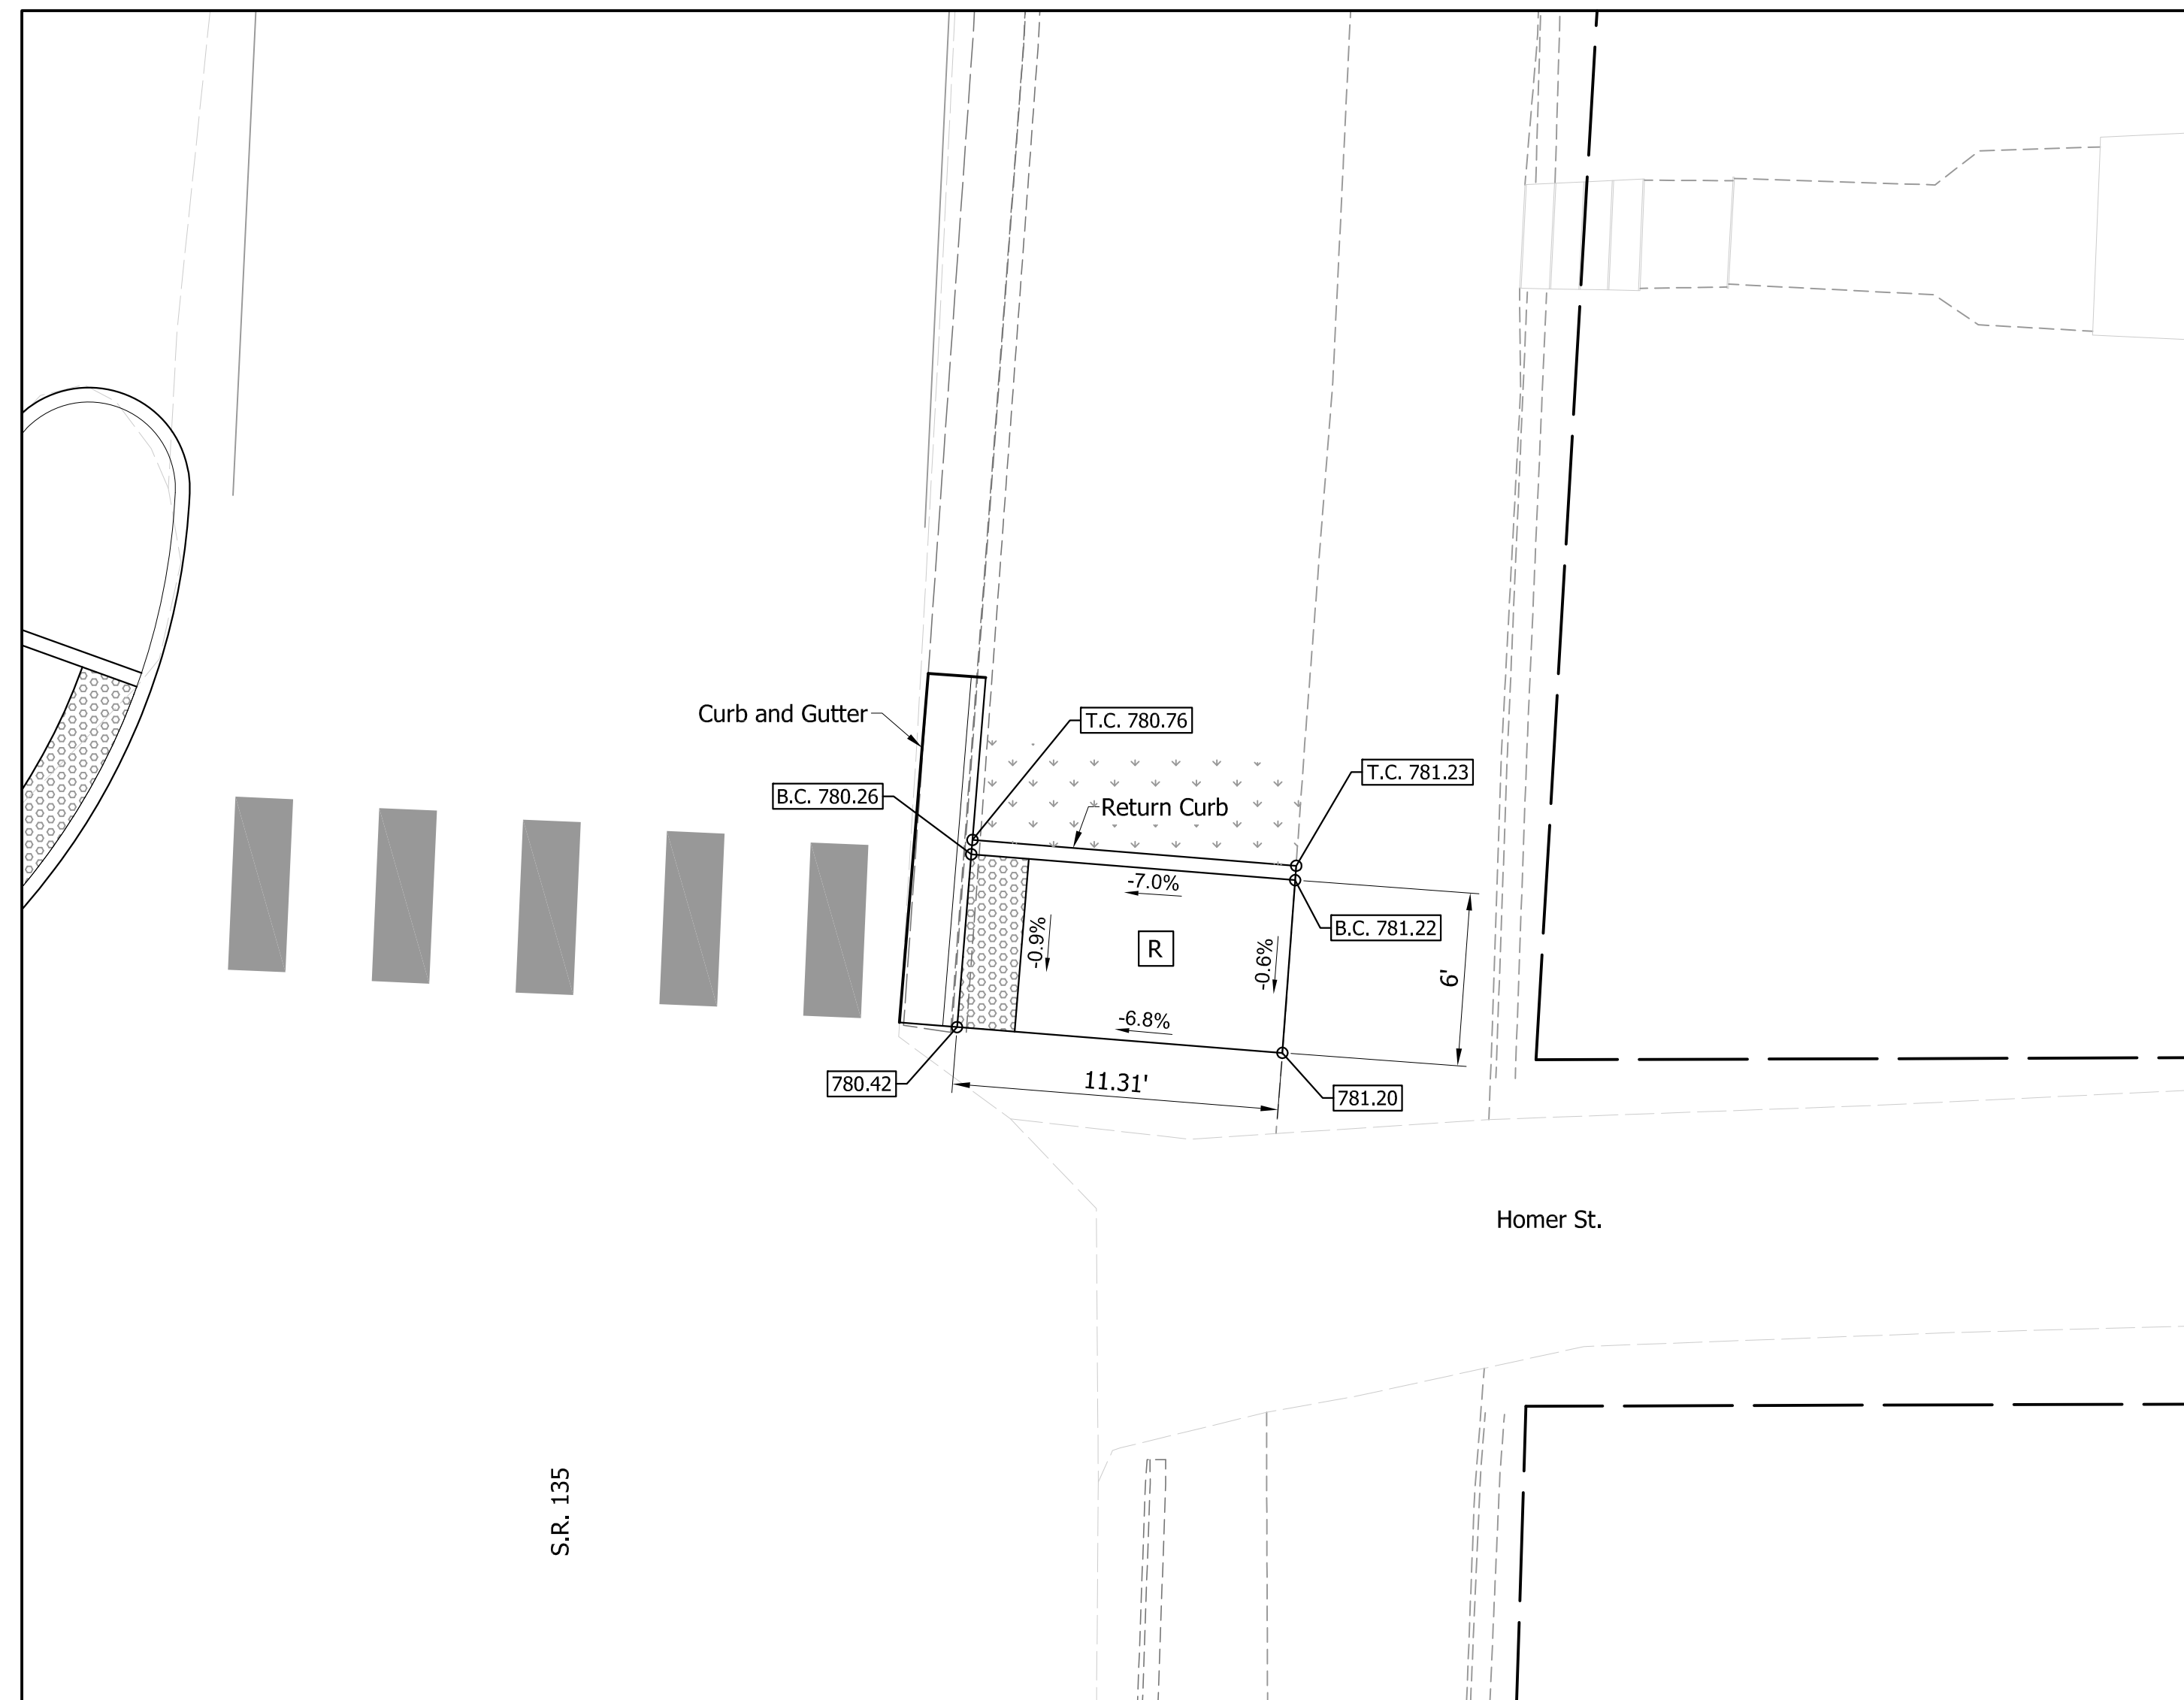 Curb and Gutter
T.C. 780.76
T.C. 781.23
B.C. 780.26
Return Curb
-7.0%
B.C. 781.22
-0.9%
R
-0.6%
6'
-6.8%
780.42
11.31'
781.20
Homer St.
S.R. 135